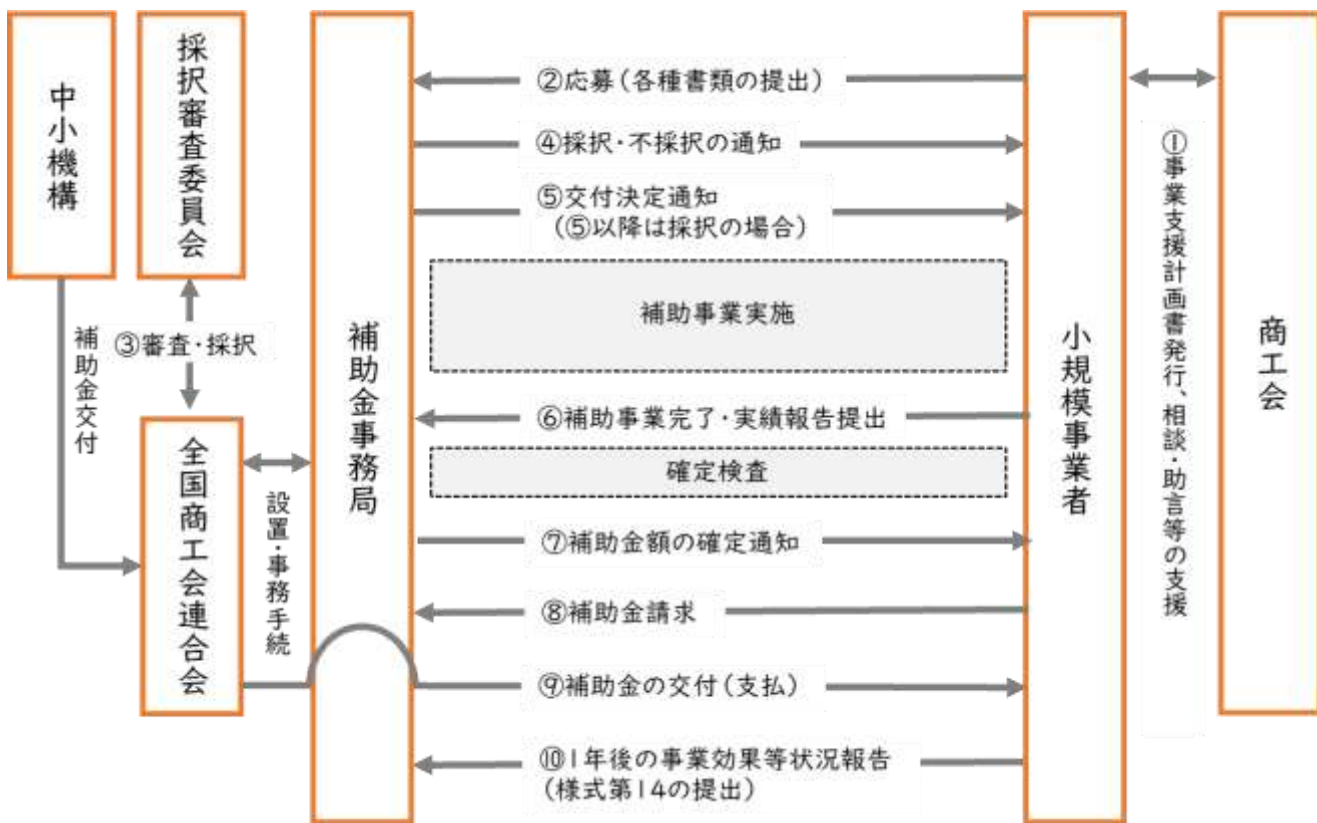 中小機構
採択審査委員会
補助金事務局
小規模事業者
商工会
②応募(各種書類の提出)
④採択・不採択の通知
⑤交付決定通知
(⑤以降は採択の場合)
補助事業実施
①事業支援計画書発行、相談・助言等の支援
③審査・採択
補助金交付
⑥補助事業完了・実績報告提出
確定検査
全国商工会連合会
設置・事務手続
⑦補助金額の確定通知
⑧補助金請求
⑨補助金の交付(支払)
⑩1年後の事業効果等状況報告
(様式第14の提出)